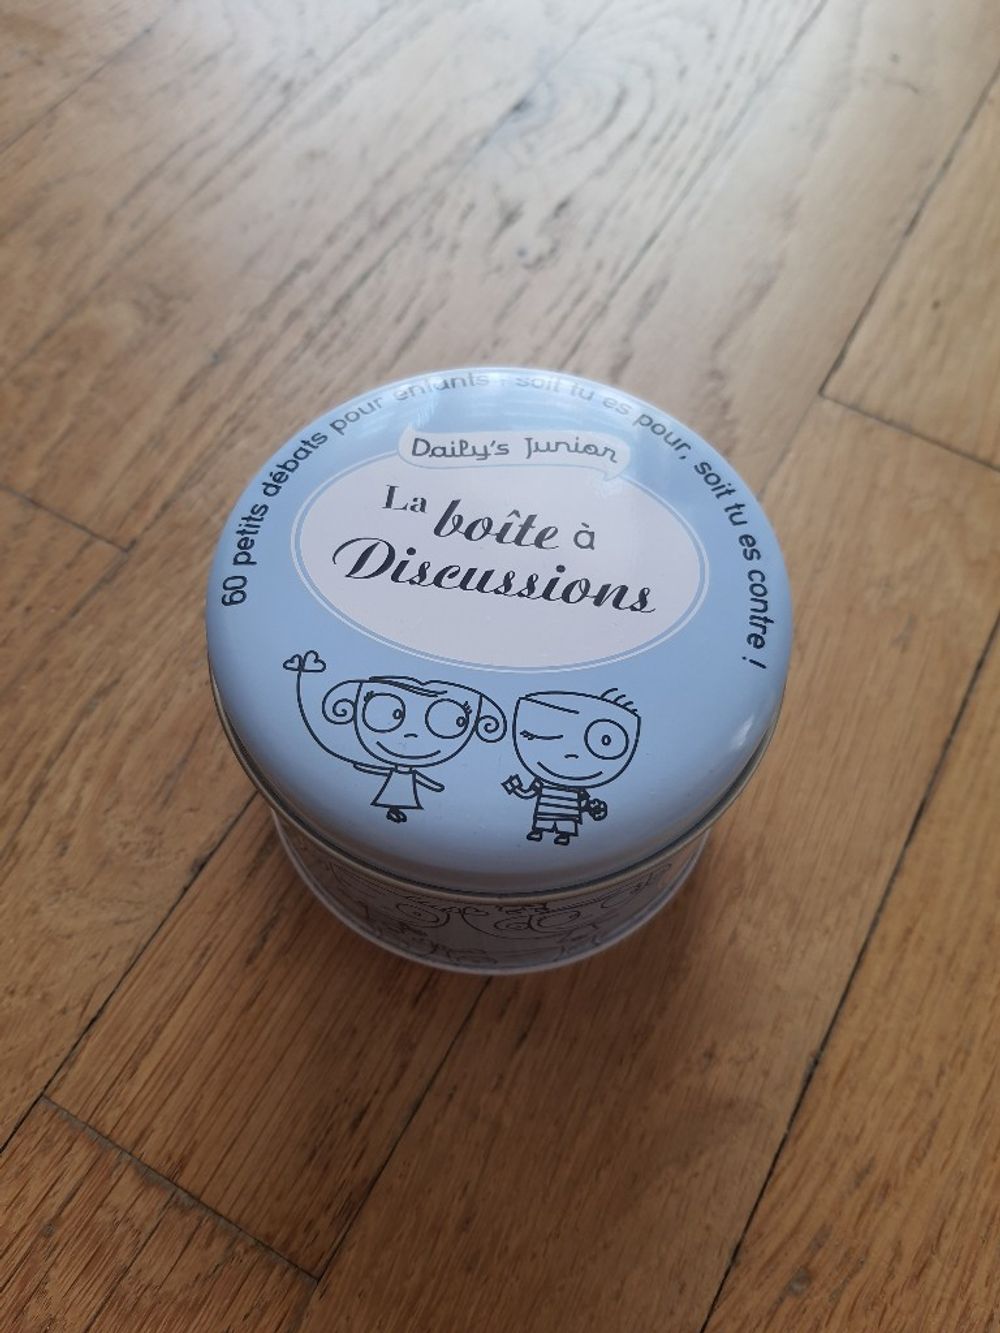 60 petits débats pour enfants : soit tu es pour, soit tu es contre !
Daily's Junior
La boîte à
Discussions